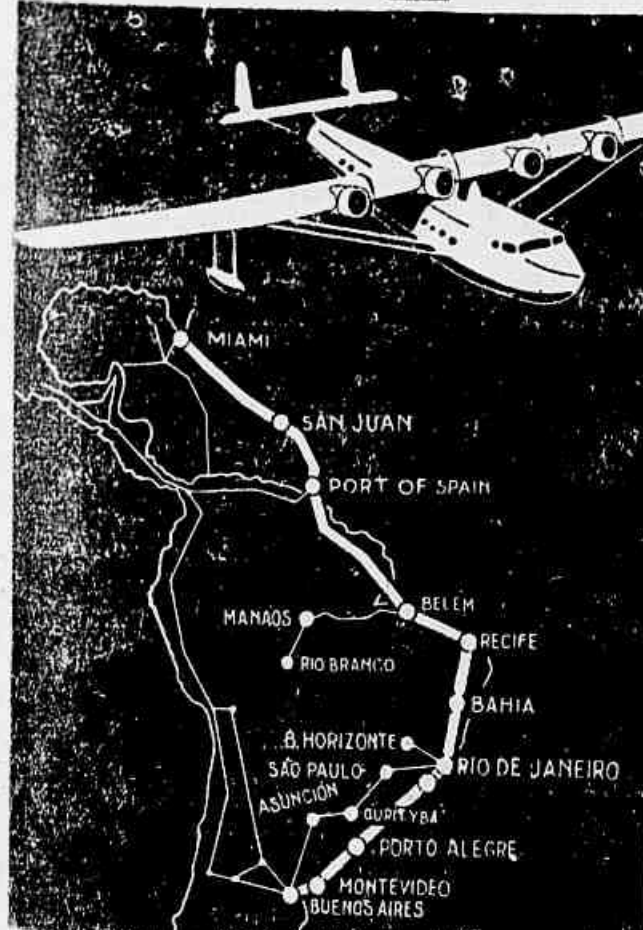 MIAMI
SAN JUAN
PORT OF SPAIN
BELEM
MANAÓS
RECIFE
RIO BRANCO
BAHIA
B. HORIZONTE
RIO DE JANEIRO
SÃO PAULO
ASUNCIÓN
CURITYBA
PORTO ALEGRE
MONTEVIDEO
BUENOS AIRES